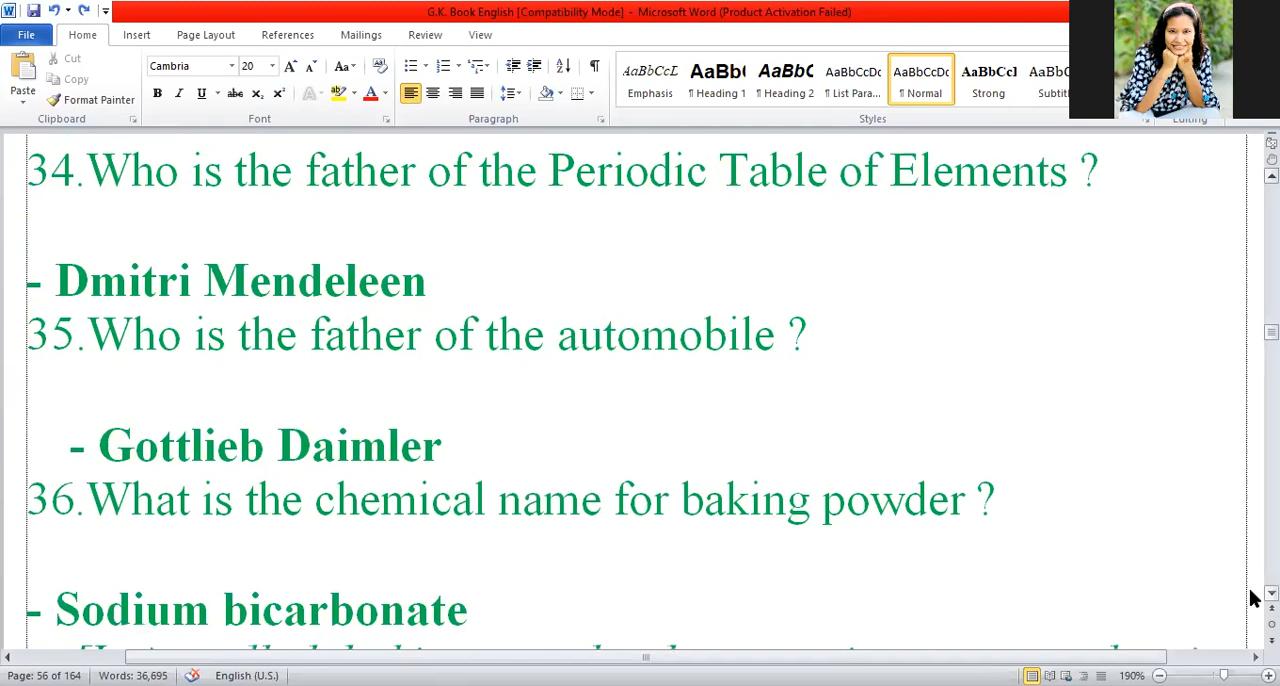 G.K. Book English [Compatibility Mode] - Microsoft Word (Product Activation Failed)
File Home Insert Page Layout References Mailings Review View
Cut
Copy
Format Painter
Paste
Cambria 20
AaBbCcL AaBbC AaBbC AaBbCcDc AaBbCcDc AaBbCcI AaBb
Emphasis ¶ Heading 1 ¶ Heading 2 ¶ List Para... ¶ Normal Strong Subtit
Clipboard Font Paragraph Styles Editing
34.Who is the father of the Periodic Table of Elements ?
- Dmitri Mendeleen
35.Who is the father of the automobile ?
- Gottlieb Daimler
36.What is the chemical name for baking powder ?
- Sodium bicarbonate
Page: 56 of 164 Words: 36,695 English (U.S.) 190%